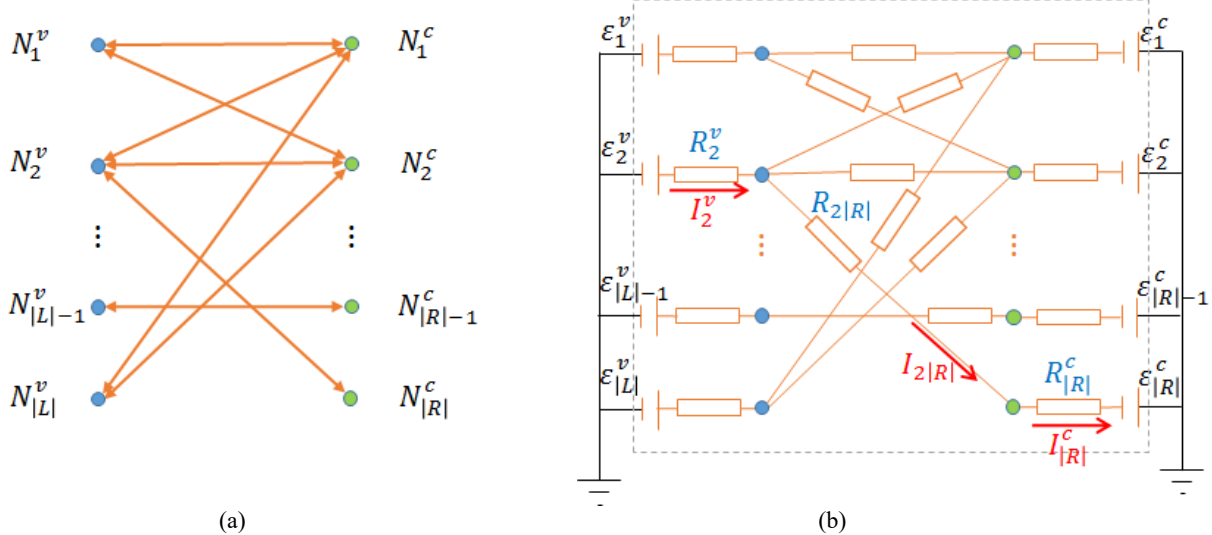 N_1^v N_1^c
N_2^v N_2^c
⋮ ⋮
N_{|L|-1}^v N_{|R|-1}^c
N_{|L|}^v N_{|R|}^c
(a)
ε_1^v ε_1^c
ε_2^v R_2^v ε_2^c
I_2^v R_{2|R|}
⋮ ⋮
ε_{|L|-1}^v ε_{|R|-1}^c
ε_{|L|}^v I_{2|R|} R_{|R|}^c ε_{|R|}^c
I_{|R|}^c
(b)